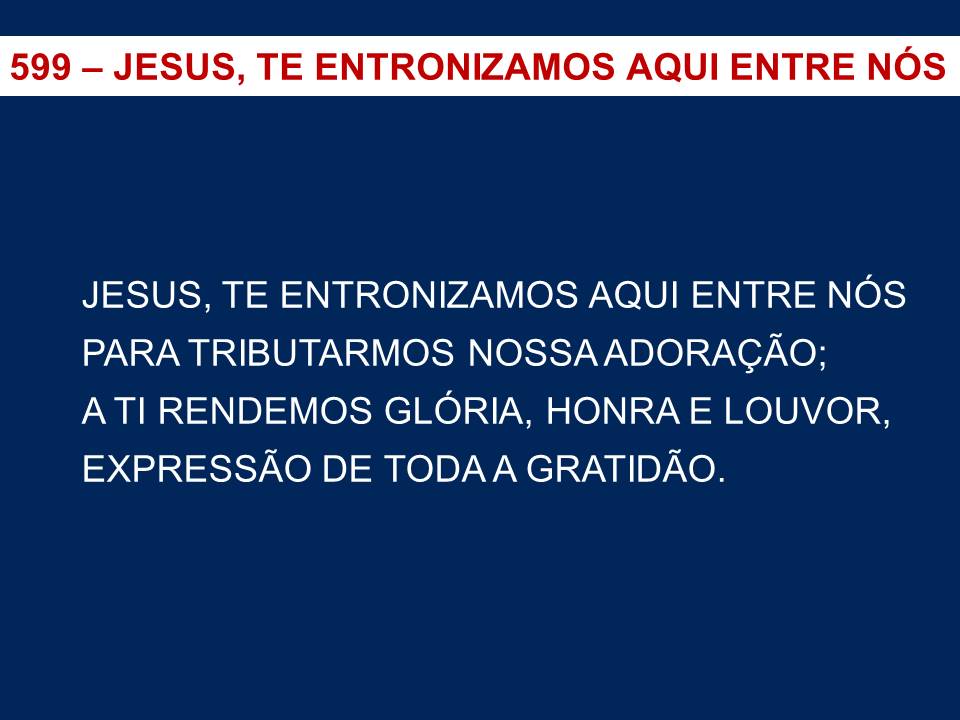 599 – JESUS, TE ENTRONIZAMOS AQUI ENTRE NÓS
JESUS, TE ENTRONIZAMOS AQUI ENTRE NÓS
PARA TRIBUTARMOS NOSSA ADORAÇÃO;
A TI RENDEMOS GLÓRIA, HONRA E LOUVOR,
EXPRESSÃO DE TODA A GRATIDÃO.